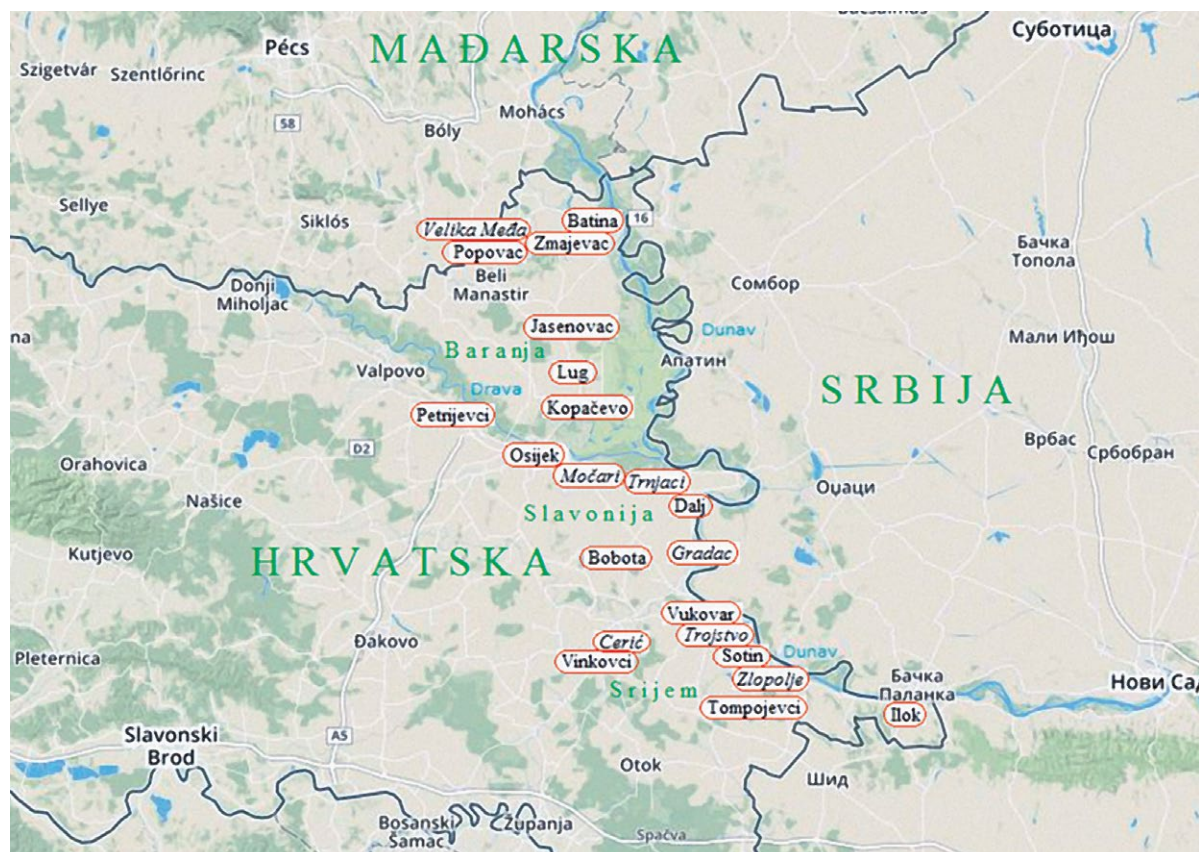 Bácsalmás
Суботица
Pécs
MAĐARSKA
Szigetvár
Szentlőrinc
Mohács
58
Bóly
Sellye
Siklós
Velika Međa
Batina
16
Popovac
Zmajevac
Бачка
Топола
Beli
Manastir
Donji
Miholjac
Сомбор
Jasenovac
Dunav
na
Baranja
Мали Иђош
Valpovo
Lug
Апатин
Drava
SRBIJA
Petrijevci
Kopačevo
D2
Врбас
Србобран
Orahovica
Osijek
Močari
Trnjaci
Оџаци
Našice
Slavonija
Dalj
Kutjevo
HRVATSKA
Bobota
Gradac
Vukovar
Đakovo
Cerić
Trojstvo
Pleternica
Vinkovci
Sotin
Dunav
Srijem
Zlopolje
Бачка
Паланка
Нови Сад
Tompojevci
Ilok
Slavonski
Brod
A5
Otok
Шид
Bosanski
Šamac
Županja
Spačva